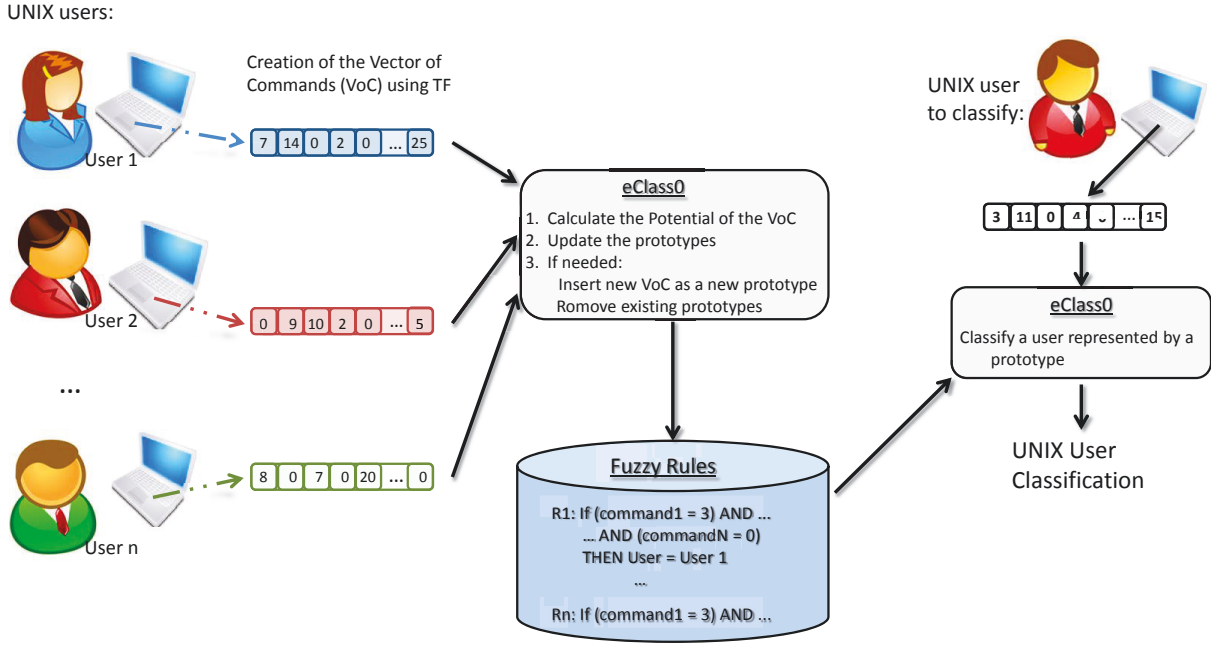 UNIX users:
Creation of the Vector of
Commands (VoC) using TF
User 1
7 14 0 2 0 ... 25
User 2
0 9 10 2 0 ... 5
...
User n
8 0 7 0 20 ... 0
eClass0
1. Calculate the Potential of the VoC
2. Update the prototypes
3. If needed:
Insert new VoC as a new prototype
Romove existing prototypes
Fuzzy Rules
R1: If (command1 = 3) AND ...
... AND (commandN = 0)
THEN User = User 1
...
Rn: If (command1 = 3) AND ...
UNIX user
to classify:
3 11 0 4 ... 15
eClass0
Classify a user represented by a
prototype
UNIX User
Classification